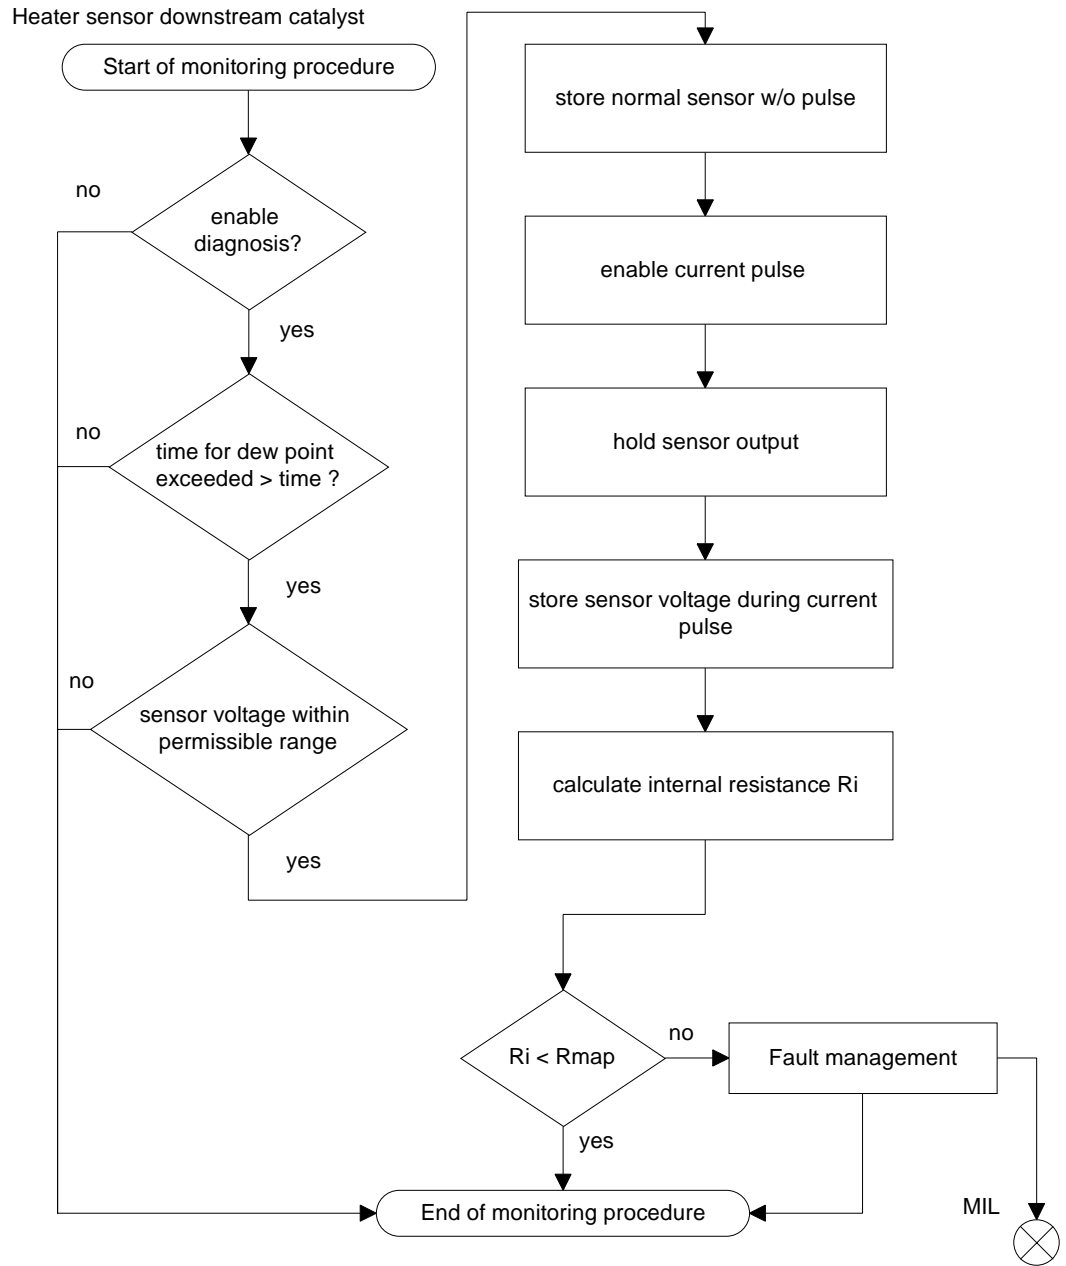 Heater sensor downstream catalyst
Start of monitoring procedure
no
enable
diagnosis?
yes
no
time for dew point
exceeded > time ?
yes
no
sensor voltage within
permissible range
yes
store normal sensor w/o pulse
enable current pulse
hold sensor output
store sensor voltage during current
pulse
calculate internal resistance Ri
Ri < Rmap
no
Fault management
yes
End of monitoring procedure
MIL